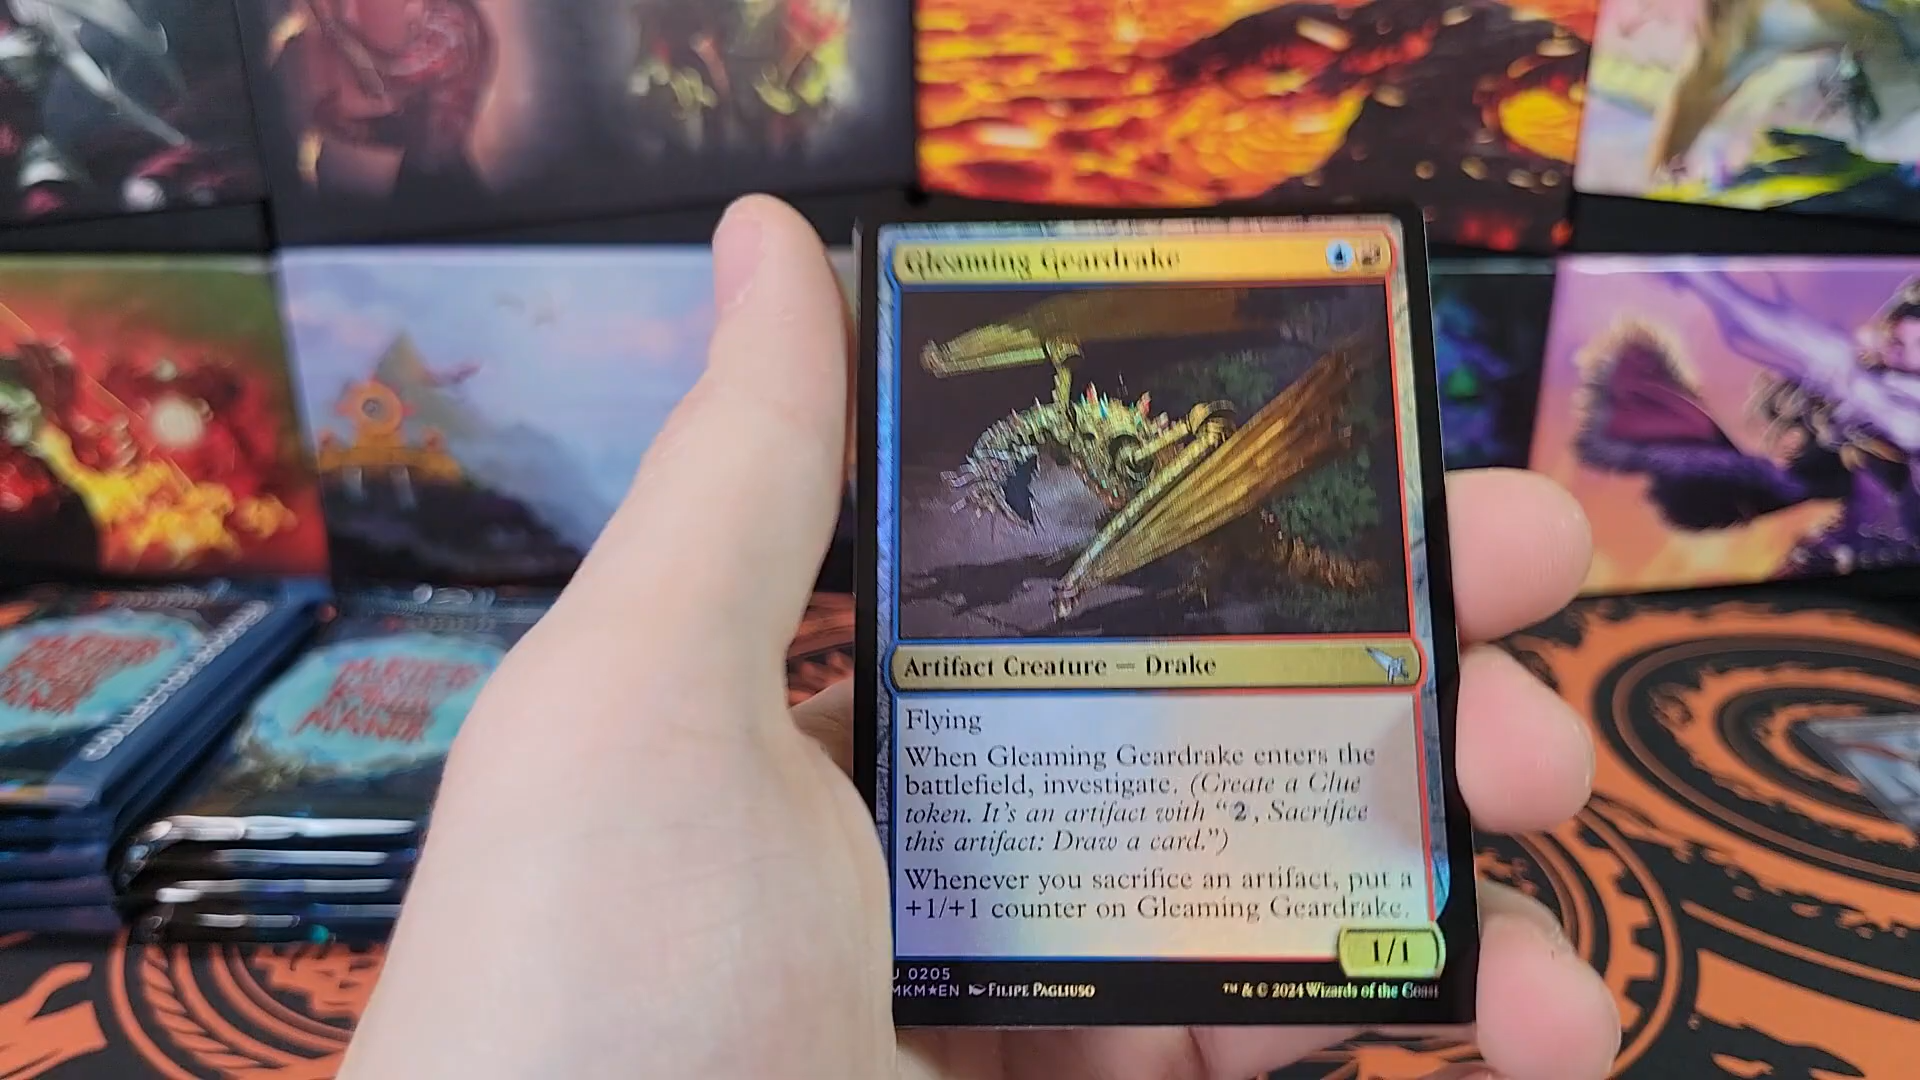 Gleaming Geardrake
Artifact Creature — Drake
Flying
When Gleaming Geardrake enters the
battlefield, investigate. (Create a Clue
token. It's an artifact with “2, Sacrifice
this artifact: Draw a card.”)
Whenever you sacrifice an artifact, put a
+1/+1 counter on Gleaming Geardrake.
1/1
U 0205
MKM★EN FILIPE PAGLIUSO
™ & © 2024 Wizards of the Coast